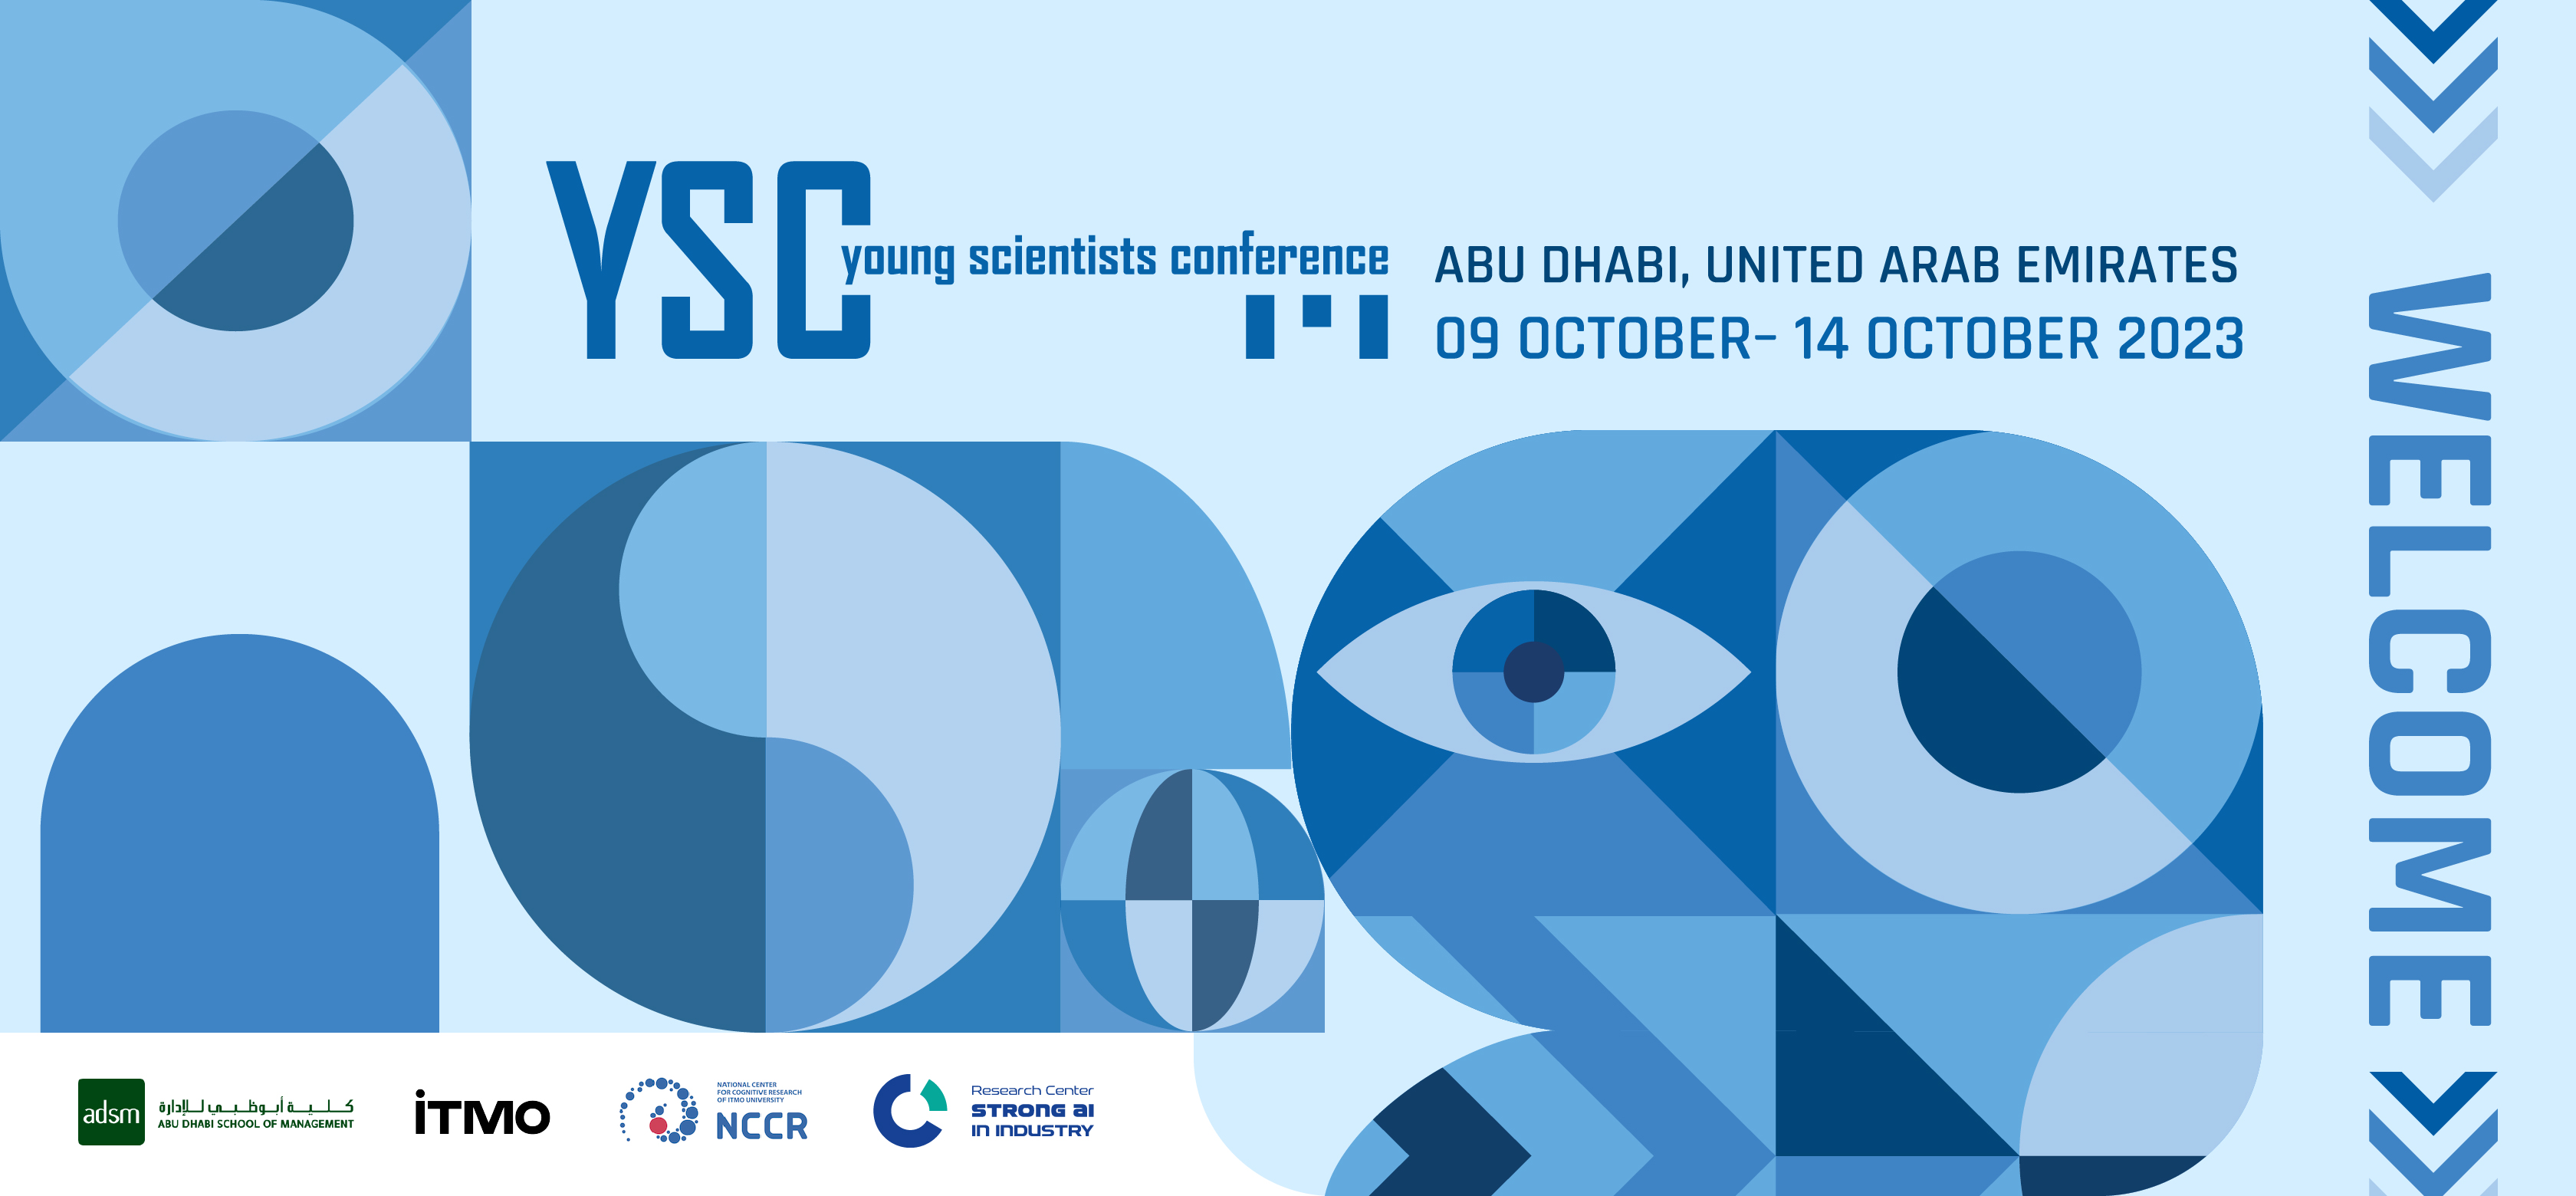 YSC
young scientists conference
ABU DHABI, UNITED ARAB EMIRATES
09 OCTOBER– 14 OCTOBER 2023
WELCOME
adsm
كلية أبوظبي للإدارة
ABU DHABI SCHOOL OF MANAGEMENT
iTMO
NATIONAL CENTER
FOR COGNITIVE RESEARCH
OF ITMO UNIVERSITY
NCCR
Research Center
STRONG aI
IN INDUSTRY